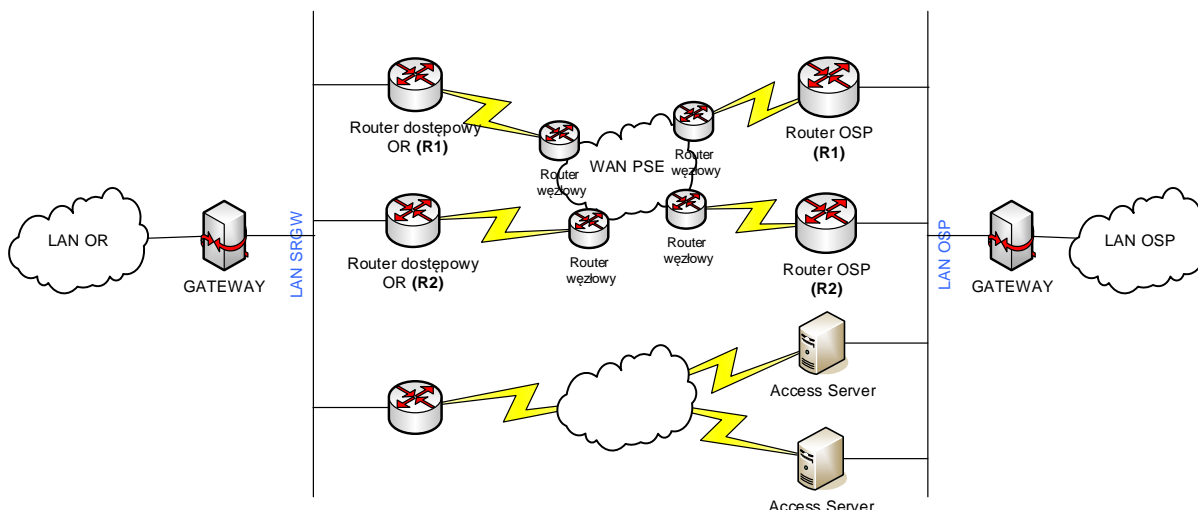 Router dostępowy
OR (R1)
Router węzłowy
WAN PSE
Router węzłowy
Router OSP
(R1)
LAN OR
GATEWAY
LAN SRGW
Router dostępowy
OR (R2)
Router
węzłowy
Router
węzłowy
Router OSP
(R2)
LAN OSP
GATEWAY
LAN OSP
Access Server
Access Server